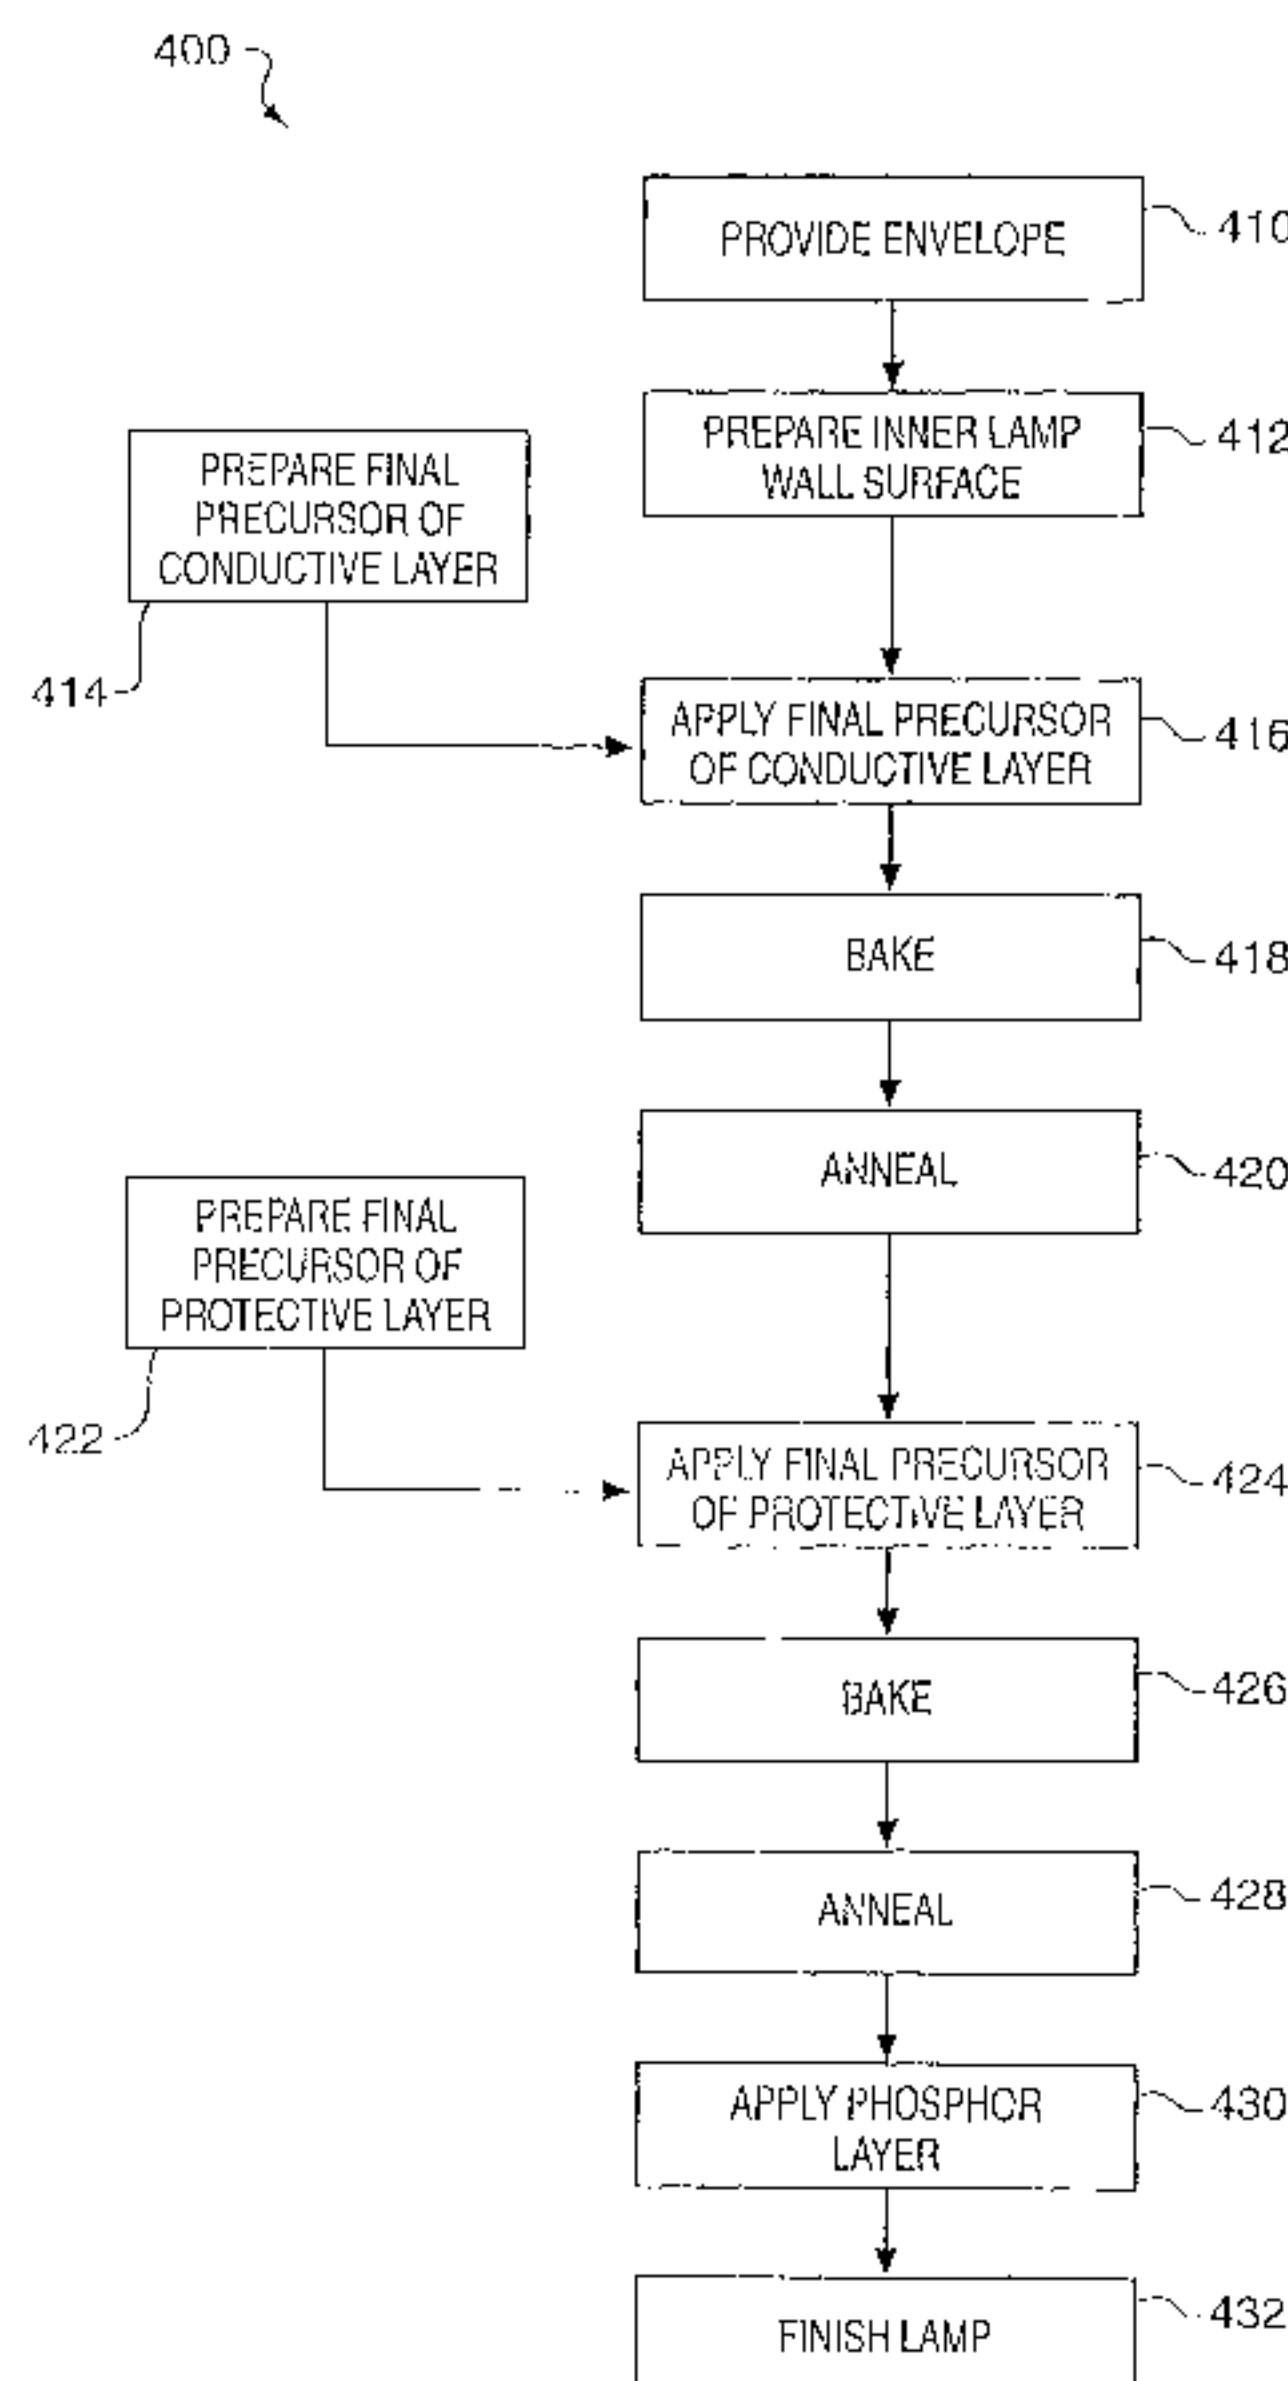 400
PROVIDE ENVELOPE
410
PREPARE INNER LAMP
WALL SURFACE
412
PREPARE FINAL
PRECURSOR OF
CONDUCTIVE LAYER
414
APPLY FINAL PRECURSOR
OF CONDUCTIVE LAYER
416
BAKE
418
ANNEAL
420
PREPARE FINAL
PRECURSOR OF
PROTECTIVE LAYER
422
APPLY FINAL PRECURSOR
OF PROTECTIVE LAYER
424
BAKE
426
ANNEAL
428
APPLY PHOSPHOR
LAYER
430
FINISH LAMP
432